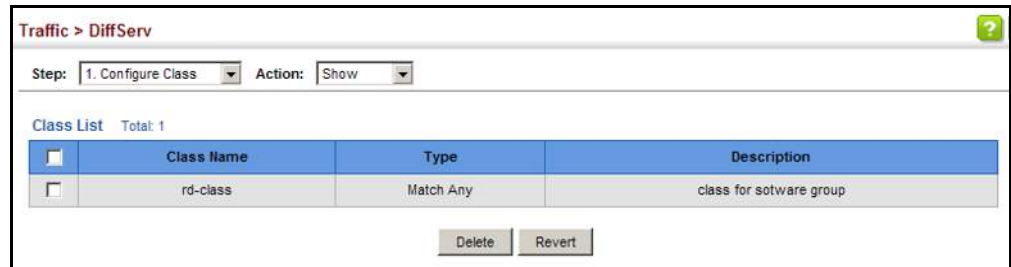 Traffic > DiffServ ?
Step: 1. Configure Class Action: Show
Class List Total: 1
Class Name Type Description
rd-class Match Any class for sotware group
Delete Revert